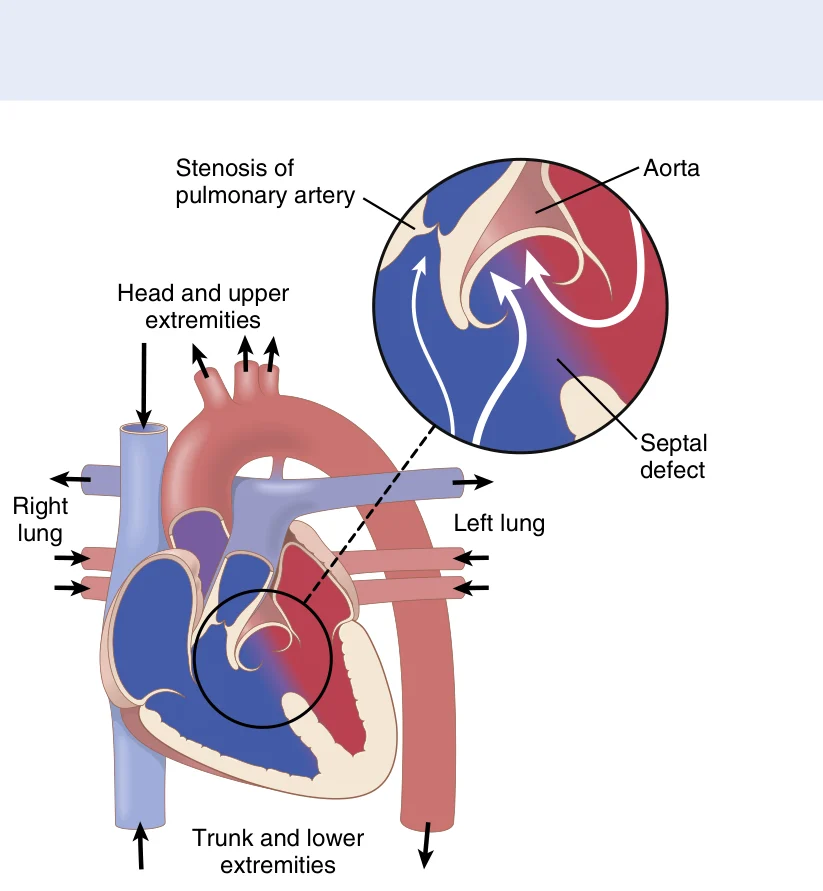 Stenosis of
pulmonary artery
Aorta
Head and upper
extremities
Septal
defect
Right
lung
Left lung
Trunk and lower
extremities